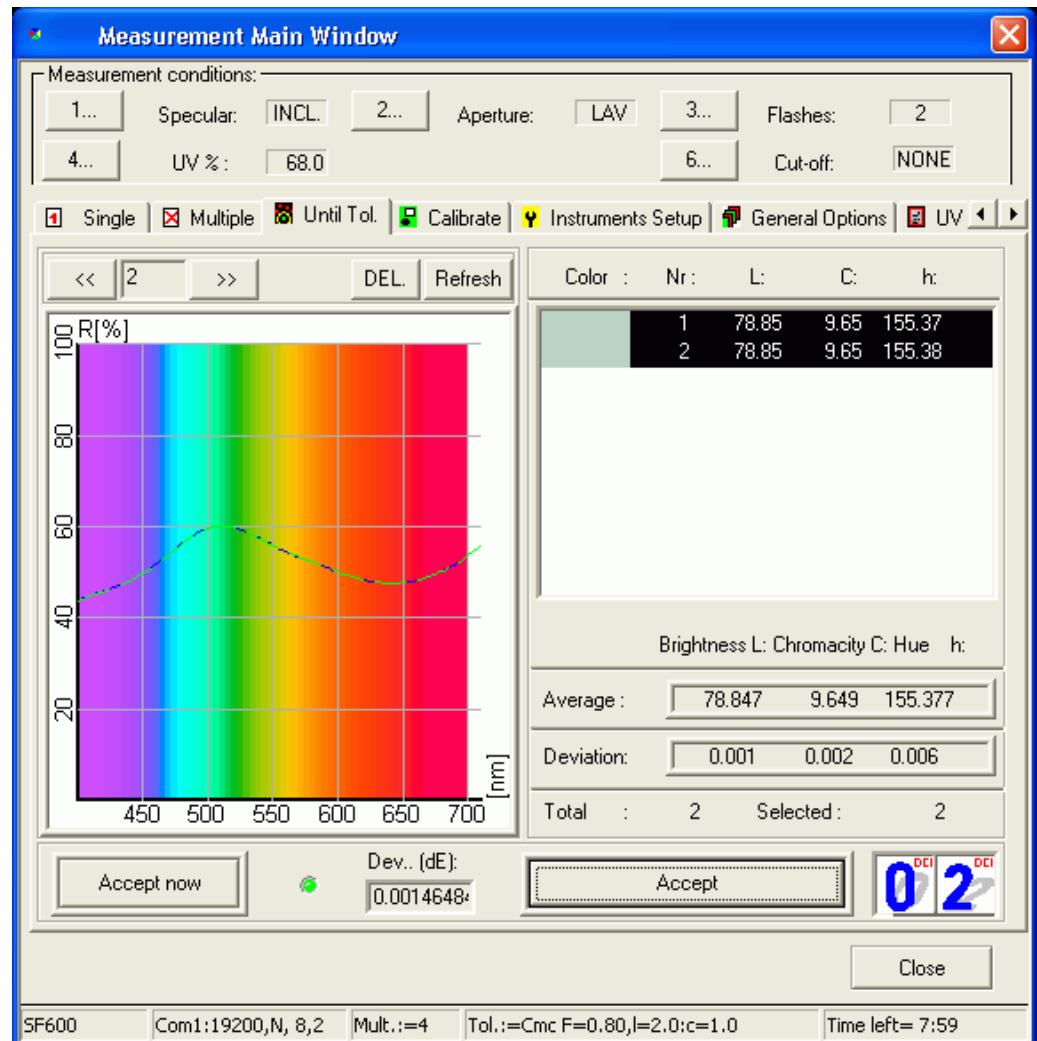 Measurement Main Window
Measurement conditions:
1... Specular: INCL. 2... Aperture: LAV 3... Flashes: 2
4... UV % : 68.0 6... Cut-off: NONE
1 Single Multiple Until Tol. Calibrate Instruments Setup General Options UV
<< 2 >> DEL. Refresh
Color : Nr : L: C: h:
1 78.85 9.65 155.37
2 78.85 9.65 155.38
R[%]
100
80
60
40
20
450 500 550 600 650 700
[nm]
Brightness L: Chromacity C: Hue h:
Average : 78.847 9.649 155.377
Deviation: 0.001 0.002 0.006
Total : 2 Selected : 2
Accept now
Dev.. (dE):
0.0014648
Accept
0 DCI 2 DCI
Close
SF600 Com1:19200,N, 8,2 Mult.:=4 Tol.:=Cmc F=0.80,l=2.0:c=1.0 Time left= 7:59